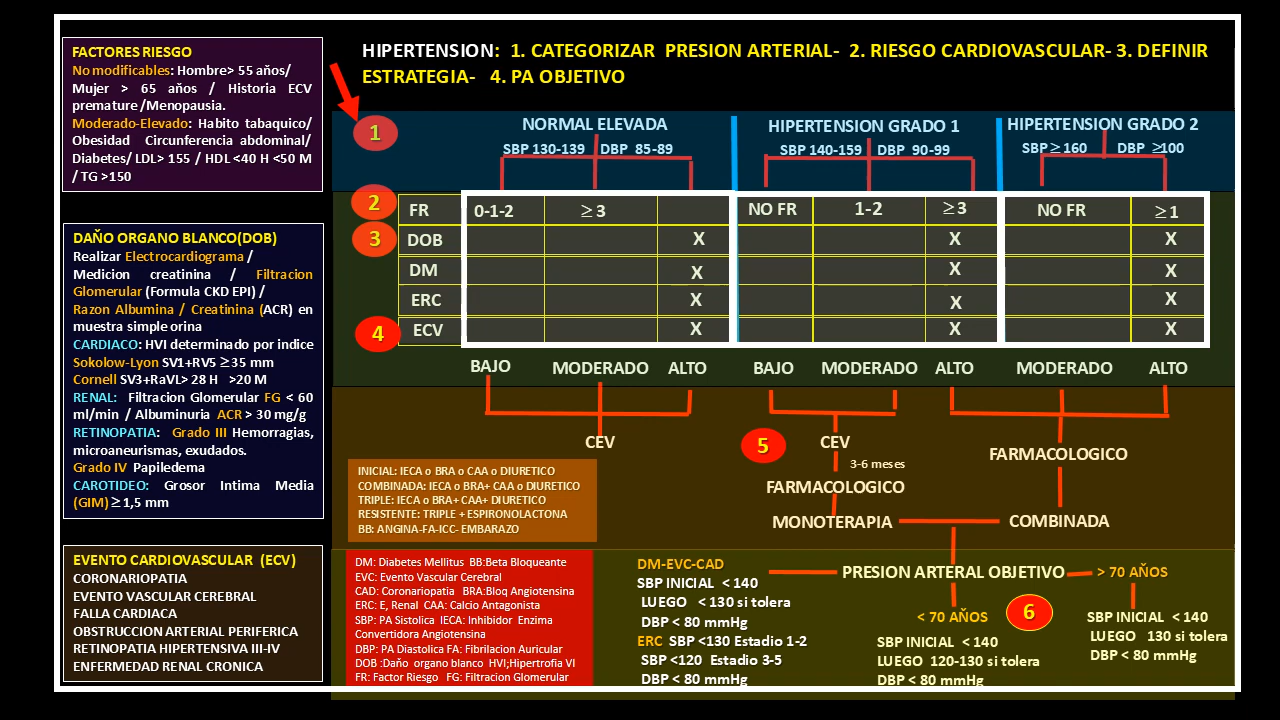 HIPERTENSION: 1. CATEGORIZAR PRESION ARTERIAL- 2. RIESGO CARDIOVASCULAR- 3. DEFINIR
ESTRATEGIA- 4. PA OBJETIVO
FACTORES RIESGO
No modificables: Hombre> 55 años/
Mujer > 65 años / Historia ECV
premature /Menopausia.
Moderado-Elevado: Habito tabaquico/
Obesidad Circunferencia abdominal/
Diabetes/ LDL> 155 / HDL <40 H <50 M
/ TG >150
DAÑO ORGANO BLANCO(DOB)
Realizar Electrocardiograma /
Medicion creatinina / Filtracion
Glomerular (Formula CKD EPI) /
Razon Albumina / Creatinina (ACR) en
muestra simple orina
CARDIACO: HVI determinado por indice
Sokolow-Lyon SV1+RV5 ≥ 35 mm
Cornell SV3+RaVL> 28 H >20 M
RENAL: Filtracion Glomerular FG < 60
ml/min / Albuminuria ACR > 30 mg/g
RETINOPATIA: Grado III Hemorragias,
microaneurismas, exudados.
Grado IV Papiledema
CAROTIDEO: Grosor Intima Media
(GIM) ≥ 1,5 mm
EVENTO CARDIOVASCULAR (ECV)
CORONARIOPATIA
EVENTO VASCULAR CEREBRAL
FALLA CARDIACA
OBSTRUCCION ARTERIAL PERIFERICA
RETINOPATIA HIPERTENSIVA III-IV
ENFERMEDAD RENAL CRONICA
1
NORMAL ELEVADA HIPERTENSION GRADO 1 HIPERTENSION GRADO 2
SBP 130-139 DBP 85-89 SBP 140-159 DBP 90-99 SBP ≥ 160 DBP ≥100
2 FR 0-1-2 ≥ 3 NO FR 1-2 ≥ 3 NO FR ≥ 1
3 DOB X X X
DM X X X
ERC X X X
4 ECV X X X
BAJO MODERADO ALTO BAJO MODERADO ALTO MODERADO ALTO
CEV 5 CEV FARMACOLOGICO
3-6 meses
FARMACOLOGICO
MONOTERAPIA COMBINADA
INICIAL: IECA o BRA o CAA o DIURETICO
COMBINADA: IECA o BRA+ CAA o DIURETICO
TRIPLE: IECA o BRA+ CAA+ DIURETICO
RESISTENTE: TRIPLE + ESPIRONOLACTONA
BB: ANGINA-FA-ICC- EMBARAZO
DM: Diabetes Mellitus BB:Beta Bloqueante
EVC: Evento Vascular Cerebral
CAD: Coronariopatia BRA:Bloq Angiotensina
ERC: E, Renal CAA: Calcio Antagonista
SBP: PA Sistolica IECA: Inhibidor Enzima
Convertidora Angiotensina
DBP: PA Diastolica FA: Fibrilacion Auricular
DOB :Daño organo blanco HVI;Hipertrofia VI
FR: Factor Riesgo FG: Filtracion Glomerular
DM-EVC-CAD
SBP INICIAL < 140
LUEGO < 130 si tolera
DBP < 80 mmHg
ERC SBP <130 Estadio 1-2
SBP <120 Estadio 3-5
DBP < 80 mmHg
PRESION ARTERAL OBJETIVO
6
< 70 AÑOS
SBP INICIAL < 140
LUEGO 120-130 si tolera
DBP < 80 mmHg
> 70 AÑOS
SBP INICIAL < 140
LUEGO 130 si tolera
DBP < 80 mmHg